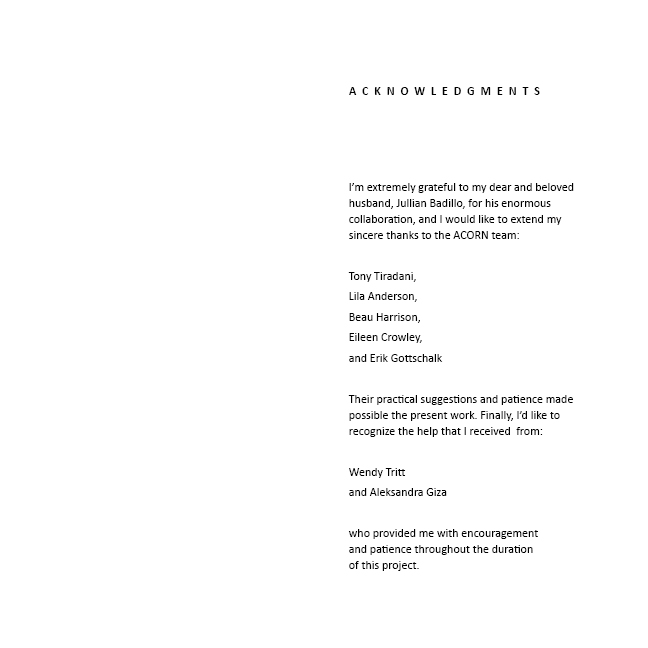 ACKNOWLEDGMENTS
I'm extremely grateful to my dear and beloved
husband, Jullian Badillo, for his enormous
collaboration, and I would like to extend my
sincere thanks to the ACORN team:
Tony Tiradani,
Lila Anderson,
Beau Harrison,
Eileen Crowley,
and Erik Gottschalk
Their practical suggestions and patience made
possible the present work. Finally, I'd like to
recognize the help that I received  from:
Wendy Tritt
and Aleksandra Giza
who provided me with encouragement
and patience throughout the duration
of this project.